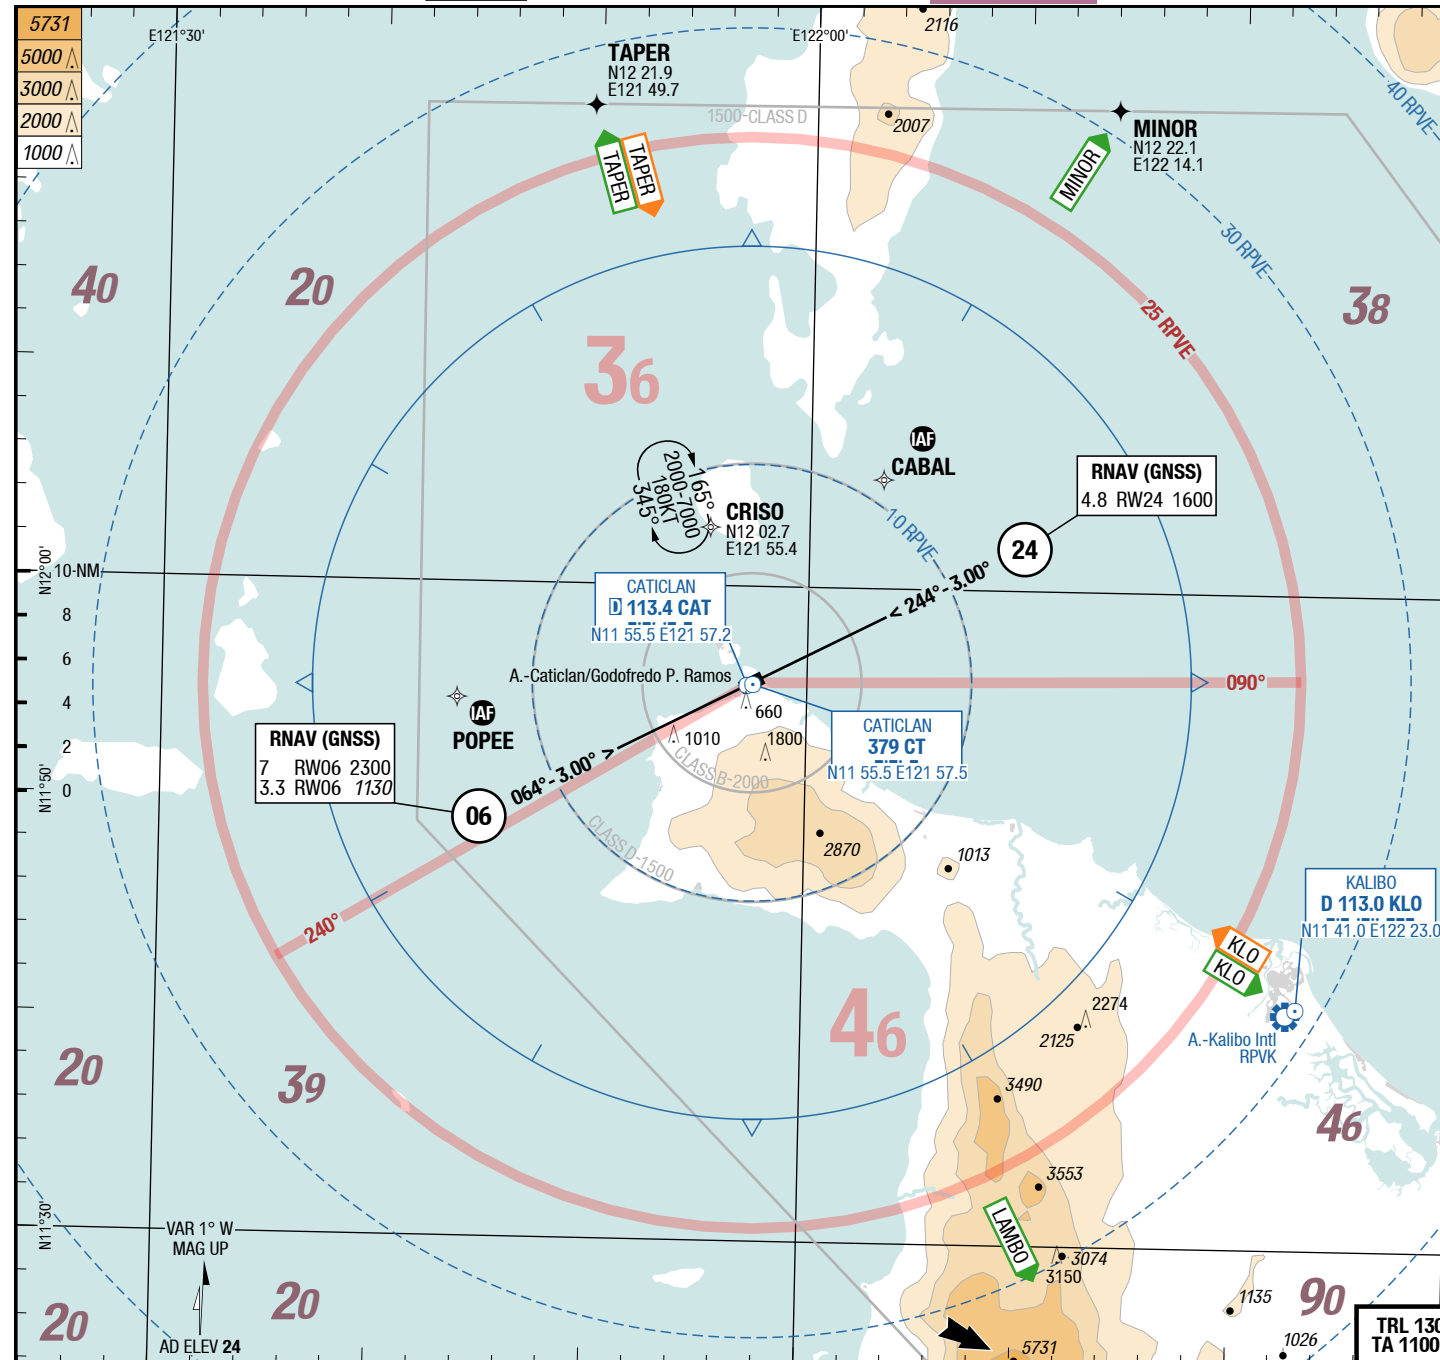 5731
5000
3000
2000
1000
E121°30'
E122°00'
2116
TAPER
N12 21.9
E121 49.7
1500-CLASS D
2007
MINOR
N12 22.1
E122 14.1
40 RPVE
TAPER
TAPER
MINOR
30 RPVE
40
20
38
25 RPVE
36
IAF
CABAL
RNAV (GNSS)
4.8 RW24 1600
165°
2000-7000
180KT
345°
CRISO
N12 02.7
E121 55.4
10 RPVE
24
N12°00'
10-NM
8
6
4
2
0
N11°50'
CATICLAN
D 113.4 CAT
N11 55.5 E121 57.2
< 244°-3.00°
A.-Caticlan/Godofredo P. Ramos
090°
660
1010
1800
CLASS B-2000
CATICLAN
379 CT
N11 55.5 E121 57.5
IAF
POPEE
RNAV (GNSS)
7 RW06 2300
3.3 RW06 1130
064°-3.00° >
06
CLASS D-1500
2870
1013
KALIBO
D 113.0 KLO
N11 41.0 E122 23.0
240°
KLO
KLO
46
2274
2125
A.-Kalibo Intl
RPVK
20
39
3490
46
3553
N11°30'
VAR 1° W
MAG UP
LAMBO
3074
3150
20
20
1135
90
AD ELEV 24
5731
1026
TRL 130
TA 1100